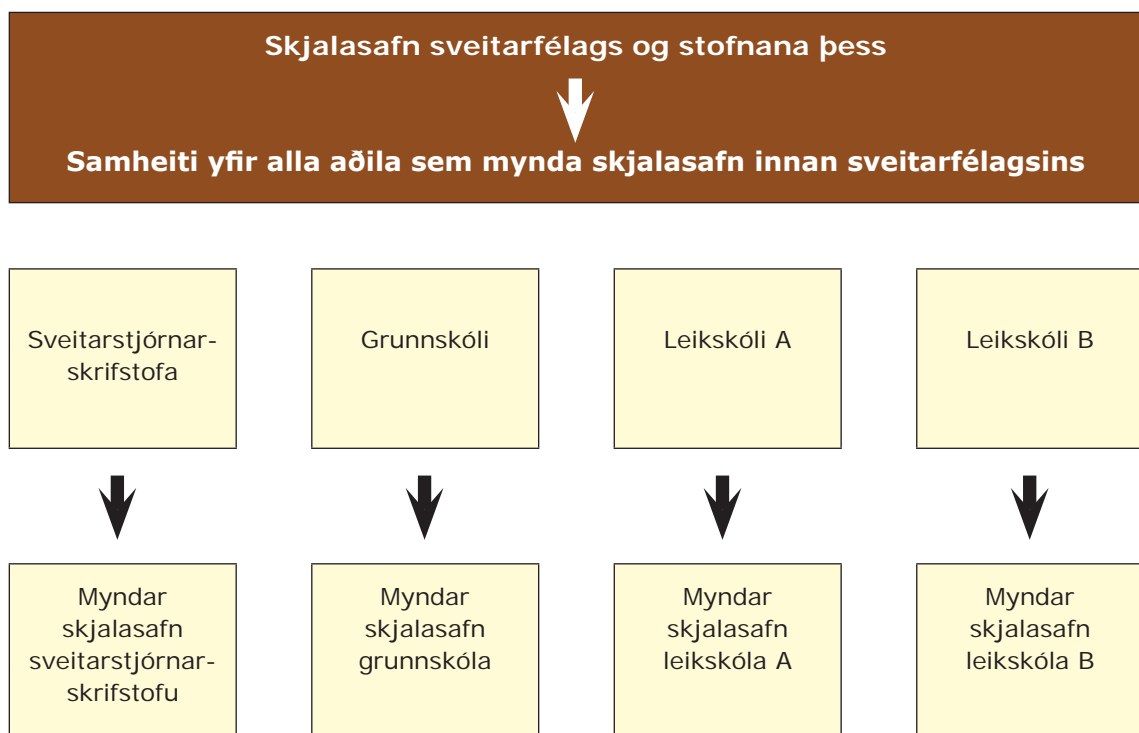 Skjalasafn sveitarfélags og stofnana þess
Samheiti yfir alla aðila sem mynda skjalasafn innan sveitarfélagsins
Sveitarstjórnar-
skrifstofa
Grunnskóli
Leikskóli A
Leikskóli B
Myndar
skjalasafn
sveitarstjórnar-
skrifstofu
Myndar
skjalasafn
grunnskóla
Myndar
skjalasafn
leikskóla A
Myndar
skjalasafn
leikskóla B